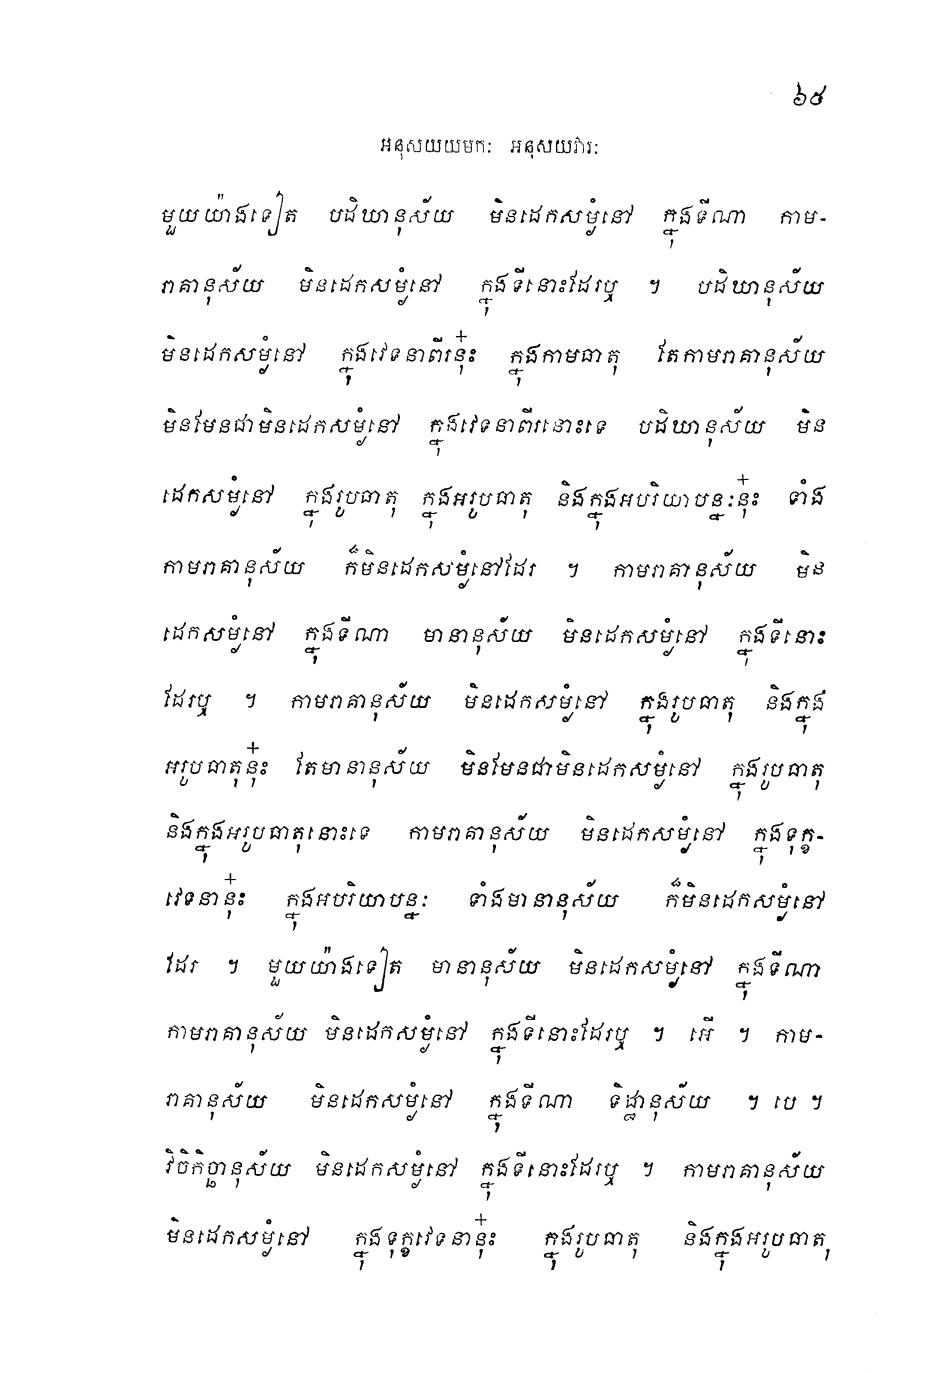 ៦៥
អនុសយយមកៈ អនុសយវារៈ
មួយយ៉ាងទៀត បដិឃានុស័យ មិនដេកសម្ងំនៅ ក្នុងទីណា កាម-
រាគានុស័យ មិនដេកសម្ងំនៅ ក្នុងទីនោះដែរឬ ។ បដិឃានុស័យ
មិនដេកសម្ងំនៅ ក្នុងវេទនាពីរនុ៎ះ ក្នុងកាមធាតុ តែកាមរាគានុស័យ
មិនមែនជាមិនដេកសម្ងំនៅ ក្នុងវេទនាពីរនោះទេ បដិឃានុស័យ មិន
ដេកសម្ងំនៅ ក្នុងរូបធាតុ ក្នុងអរូបធាតុ និងក្នុងអបរិយាបន្នៈនុ៎ះ ទាំង
កាមរាគានុស័យ ក៏មិនដេកសម្ងំនៅដែរ ។ កាមរាគានុស័យ មិន
ដេកសម្ងំនៅ ក្នុងទីណា មានានុស័យ មិនដេកសម្ងំនៅ ក្នុងទីនោះ
ដែរឬ ។ កាមរាគានុស័យ មិនដេកសម្ងំនៅ ក្នុងរូបធាតុ និងក្នុង
អរូបធាតុនុ៎ះ តែមានានុស័យ មិនមែនជាមិនដេកសម្ងំនៅ ក្នុងរូបធាតុ
និងក្នុងអរូបធាតុនោះទេ កាមរាគានុស័យ មិនដេកសម្ងំនៅ ក្នុងទុក្ខ-
វេទនានុ៎ះ ក្នុងអបរិយាបន្នៈ ទាំងមានានុស័យ ក៏មិនដេកសម្ងំនៅ
ដែរ ។ មួយយ៉ាងទៀត មានានុស័យ មិនដេកសម្ងំនៅ ក្នុងទីណា
កាមរាគានុស័យ មិនដេកសម្ងំនៅ ក្នុងទីនោះដែរឬ ។ អើ ។ កាម-
រាគានុស័យ មិនដេកសម្ងំនៅ ក្នុងទីណា ទិដ្ឋានុស័យ ។ បេ ។
វិចិកិច្ឆានុស័យ មិនដេកសម្ងំនៅ ក្នុងទីនោះដែរឬ ។ កាមរាគានុស័យ
មិនដេកសម្ងំនៅ ក្នុងទុក្ខវេទនានុ៎ះ ក្នុងរូបធាតុ និងក្នុងអរូបធាតុ